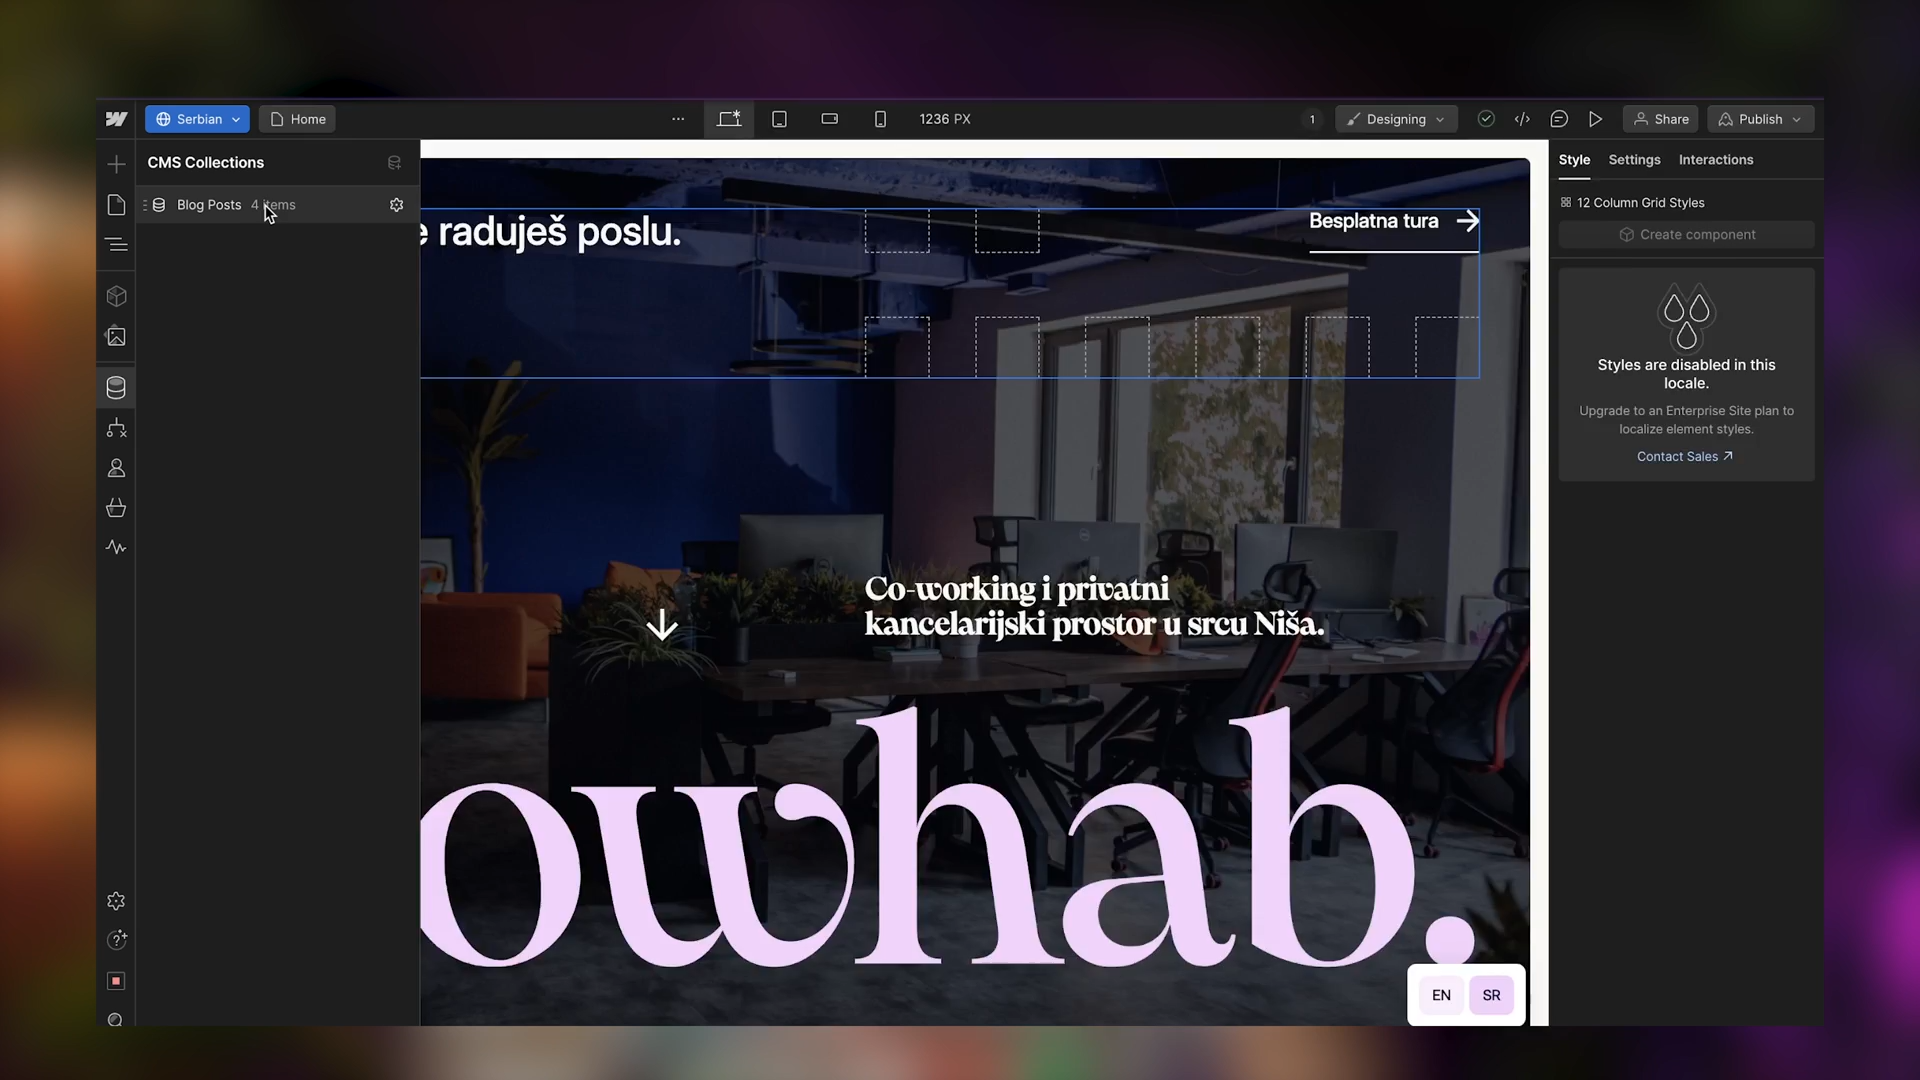 Serbian
Home
...
1236 PX
1
Designing
Share
Publish
CMS Collections
Blog Posts 4 Items
e raduješ poslu.
Besplatna tura
Co-working i privatni
kancelarijski prostor u srcu Niša.
owhab.
EN SR
Style Settings Interactions
12 Column Grid Styles
Create component
Styles are disabled in this
locale.
Upgrade to an Enterprise Site plan to
localize element styles.
Contact Sales